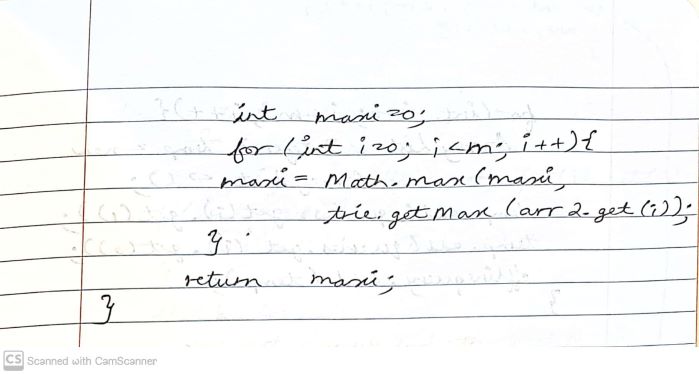 int maxi=0;
for (int i=0; i<m; i++){
maxi = Math.max(maxi,
trie.getMax(arr2.get(i));
}
return maxi;
}
CS Scanned with CamScanner